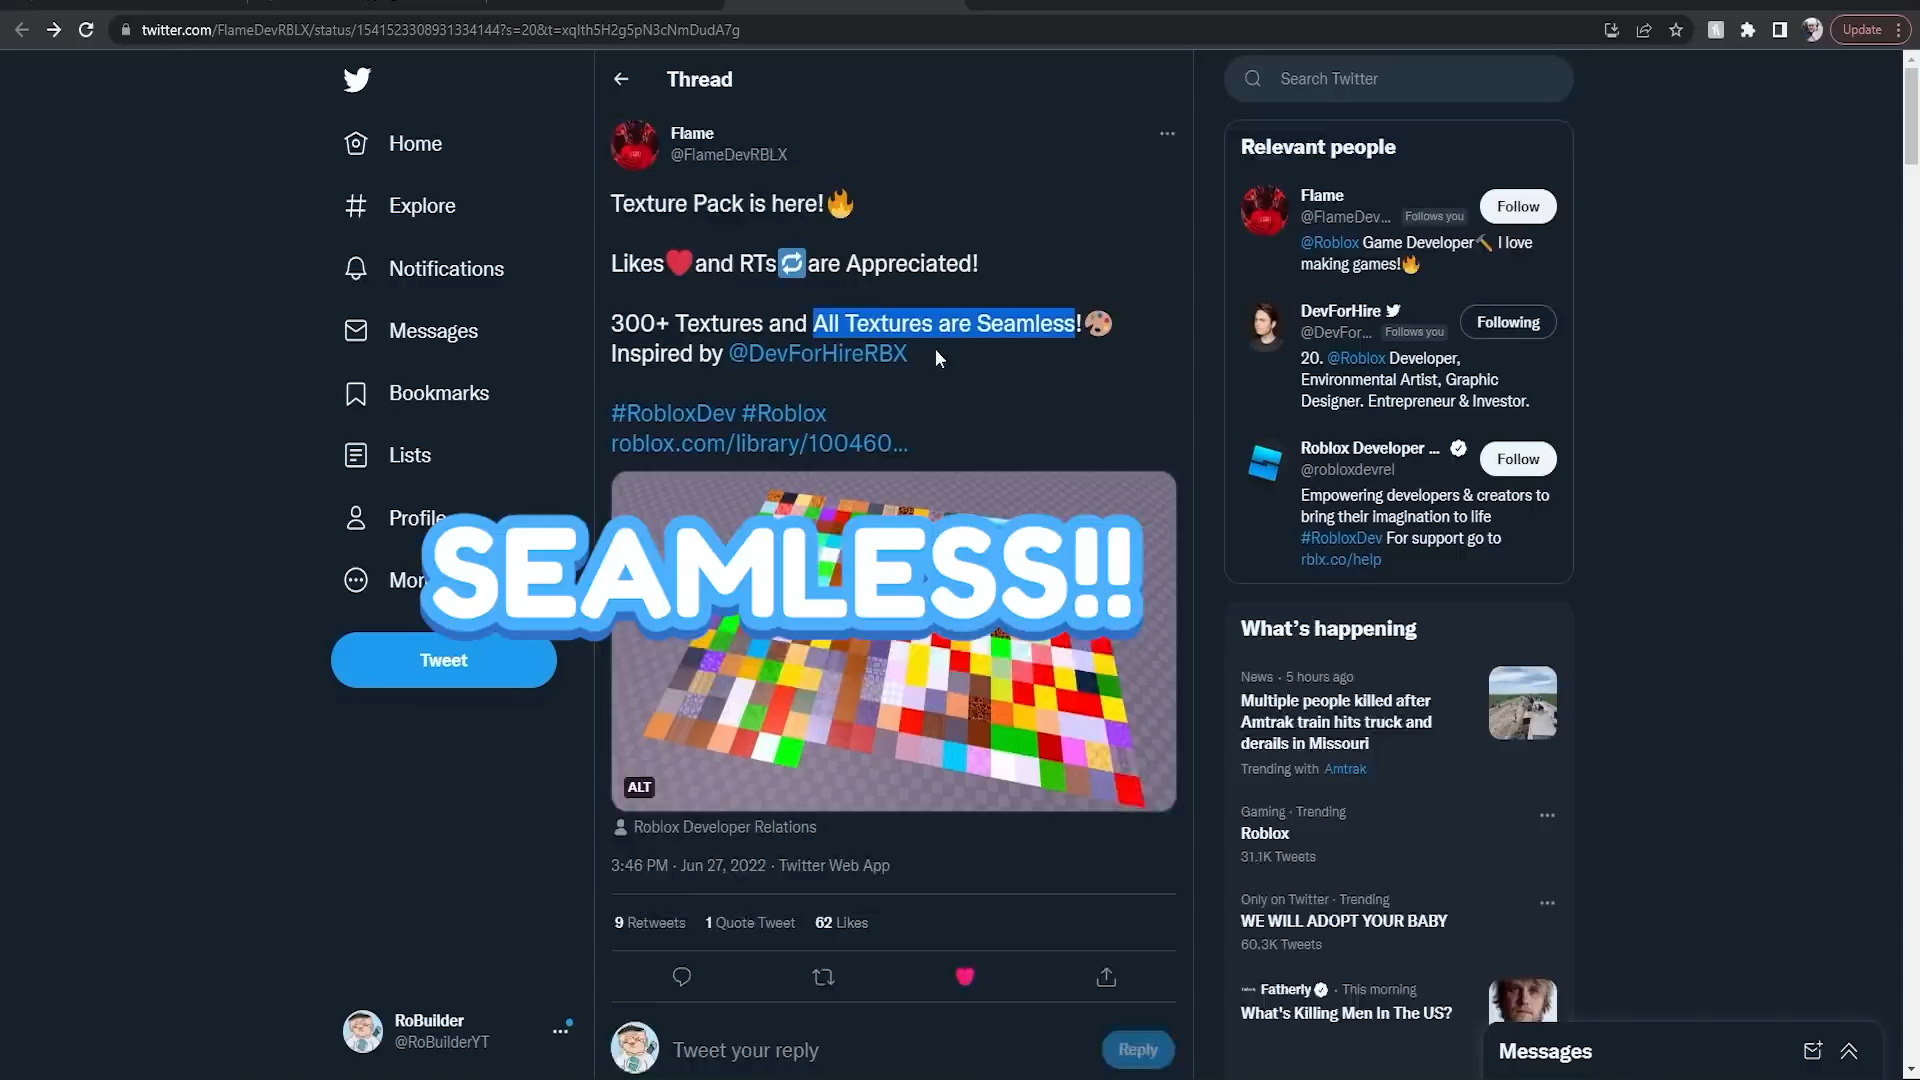 twitter.com/FlameDevRBLX/status/1541523308931334144?s=20&t=xqIth5H2g5pN3cNmDudA7g
Update
Home
Explore
Notifications
Messages
Bookmarks
Lists
Profile
Mor
Tweet
RoBuilder
@RoBuilderYT
Thread
Flame
@FlameDevRBLX
Texture Pack is here!🔥
Likes❤️and RTs🔁are Appreciated!
300+ Textures and All Textures are Seamless!🎨
Inspired by @DevForHireRBX
#RobloxDev #Roblox
roblox.com/library/100460...
SEAMLESS!!
ALT
Roblox Developer Relations
3:46 PM · Jun 27, 2022 · Twitter Web App
9 Retweets 1 Quote Tweet 62 Likes
Tweet your reply
Reply
Search Twitter
Relevant people
Flame
@FlameDev... Follows you
Follow
@Roblox Game Developer🔨 I love
making games!🔥
DevForHire
@DevFor... Follows you
Following
20. @Roblox Developer,
Environmental Artist, Graphic
Designer. Entrepreneur & Investor.
Roblox Developer ...
@robloxdevrel
Follow
Empowering developers & creators to
bring their imagination to life
#RobloxDev For support go to
rblx.co/help
What's happening
News · 5 hours ago
Multiple people killed after
Amtrak train hits truck and
derails in Missouri
Trending with Amtrak
Gaming · Trending
Roblox
31.1K Tweets
Only on Twitter · Trending
WE WILL ADOPT YOUR BABY
60.3K Tweets
Fatherly · This morning
What's Killing Men In The US?
Messages